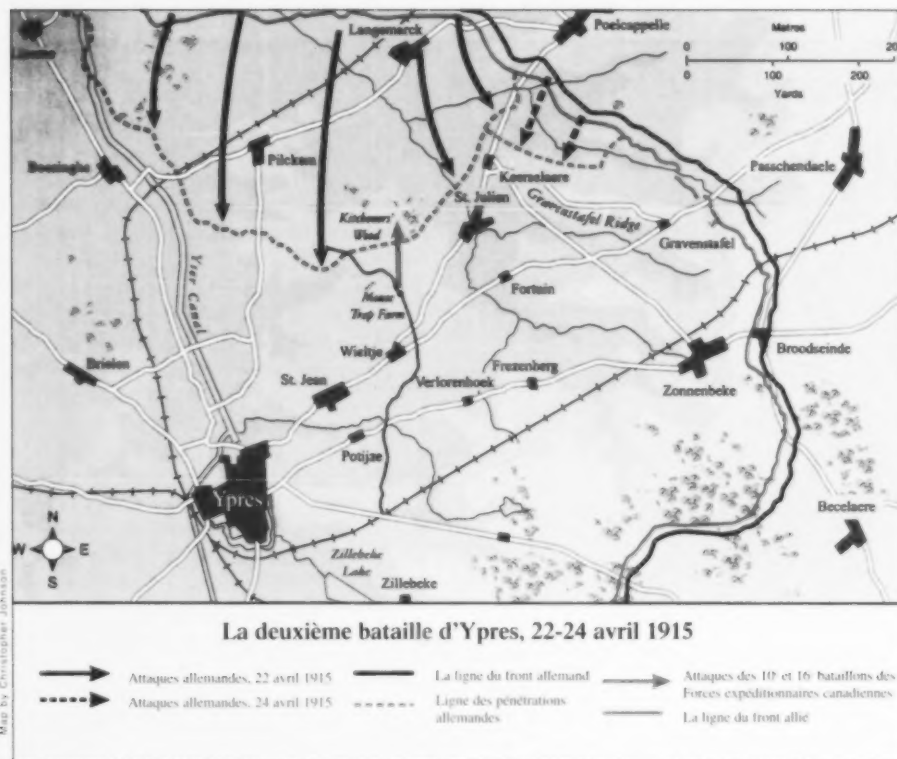 Langemarck
Poelcappelle
Metres
0 100 20
0 100 200
Yards
Boesinghe
Pilckem
Passchendaele
Keerselaere
St. Julien
Gravenstafel Ridge
Kitcheners'
Wood
Gravenstafel
Yser Canal
Mouse
Trap Farm
Fortuin
Wieltje
Brielen
St. Jean
Verlorenhoek
Frezenberg
Zonnenbeke
Broodseinde
Potijze
Ypres
Becelaere
N
W E
S
Zillebeke
Lake
Zillebeke
Map by Christopher Johnson
La deuxième bataille d'Ypres, 22-24 avril 1915
Attaques allemandes, 22 avril 1915
Attaques allemandes, 24 avril 1915
La ligne du front allemand
Ligne des pénétrations
allemandes
Attaques des 10e et 16e bataillons des
Forces expéditionnaires canadiennes
La ligne du front allié